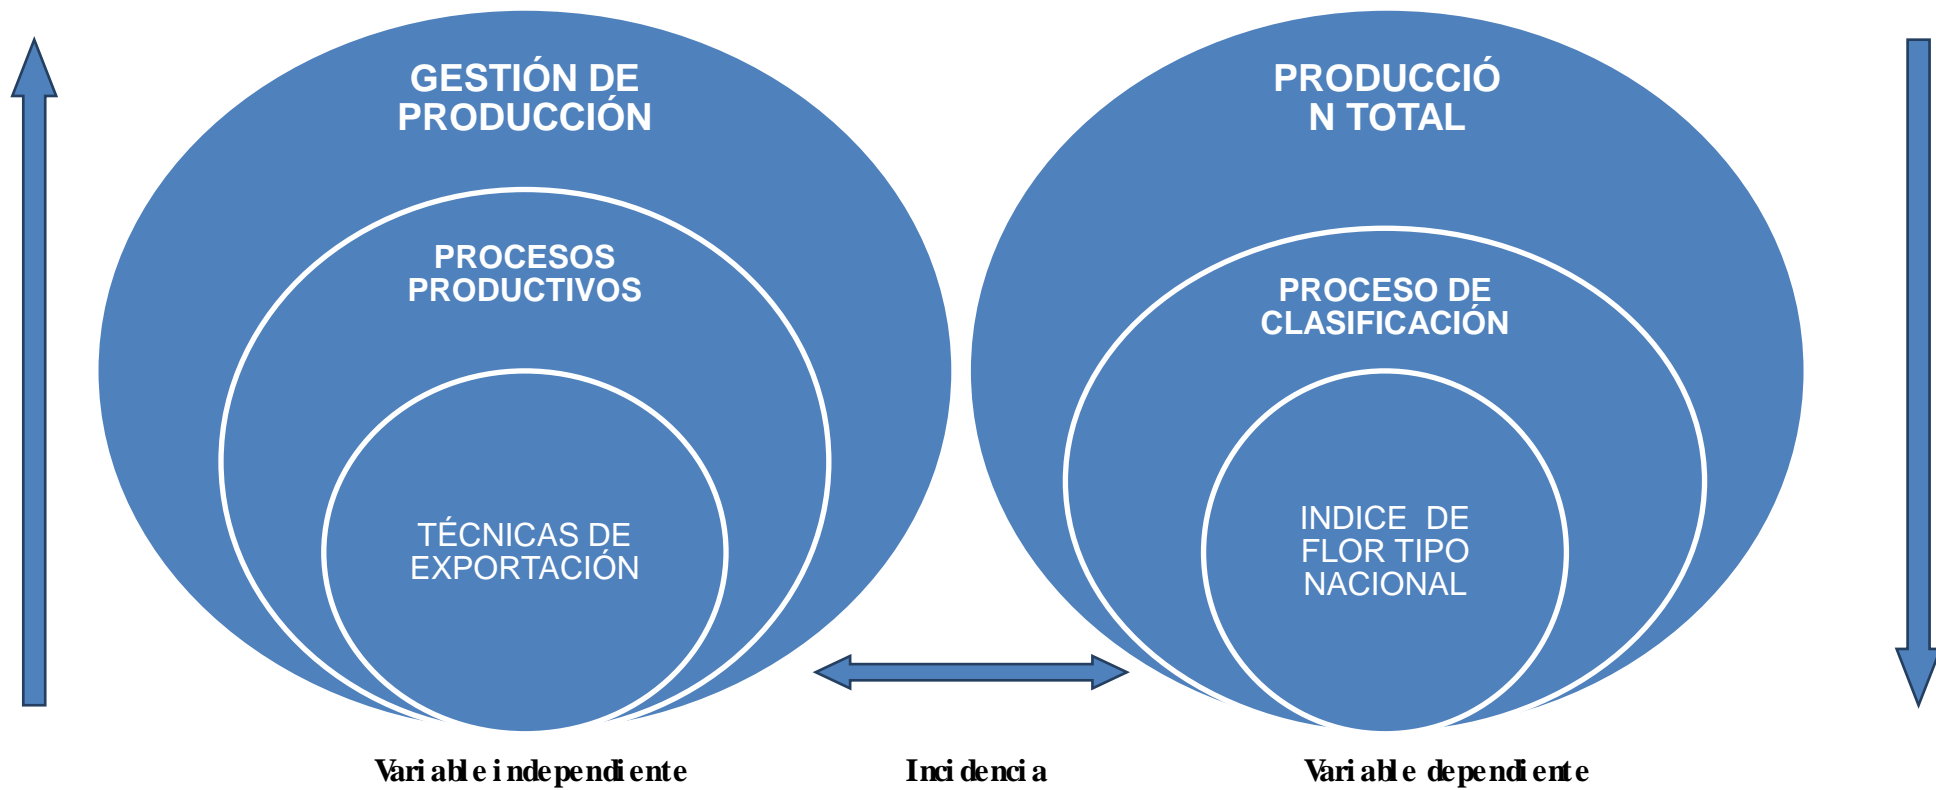 GESTIÓN DE
PRODUCCIÓN
PROCESOS
PRODUCTIVOS
TÉCNICAS DE
EXPORTACIÓN
PRODUCCIÓ
N TOTAL
PROCESO DE
CLASIFICACIÓN
INDICE DE
FLOR TIPO
NACIONAL
Variable independiente
Incidencia
Variable dependiente